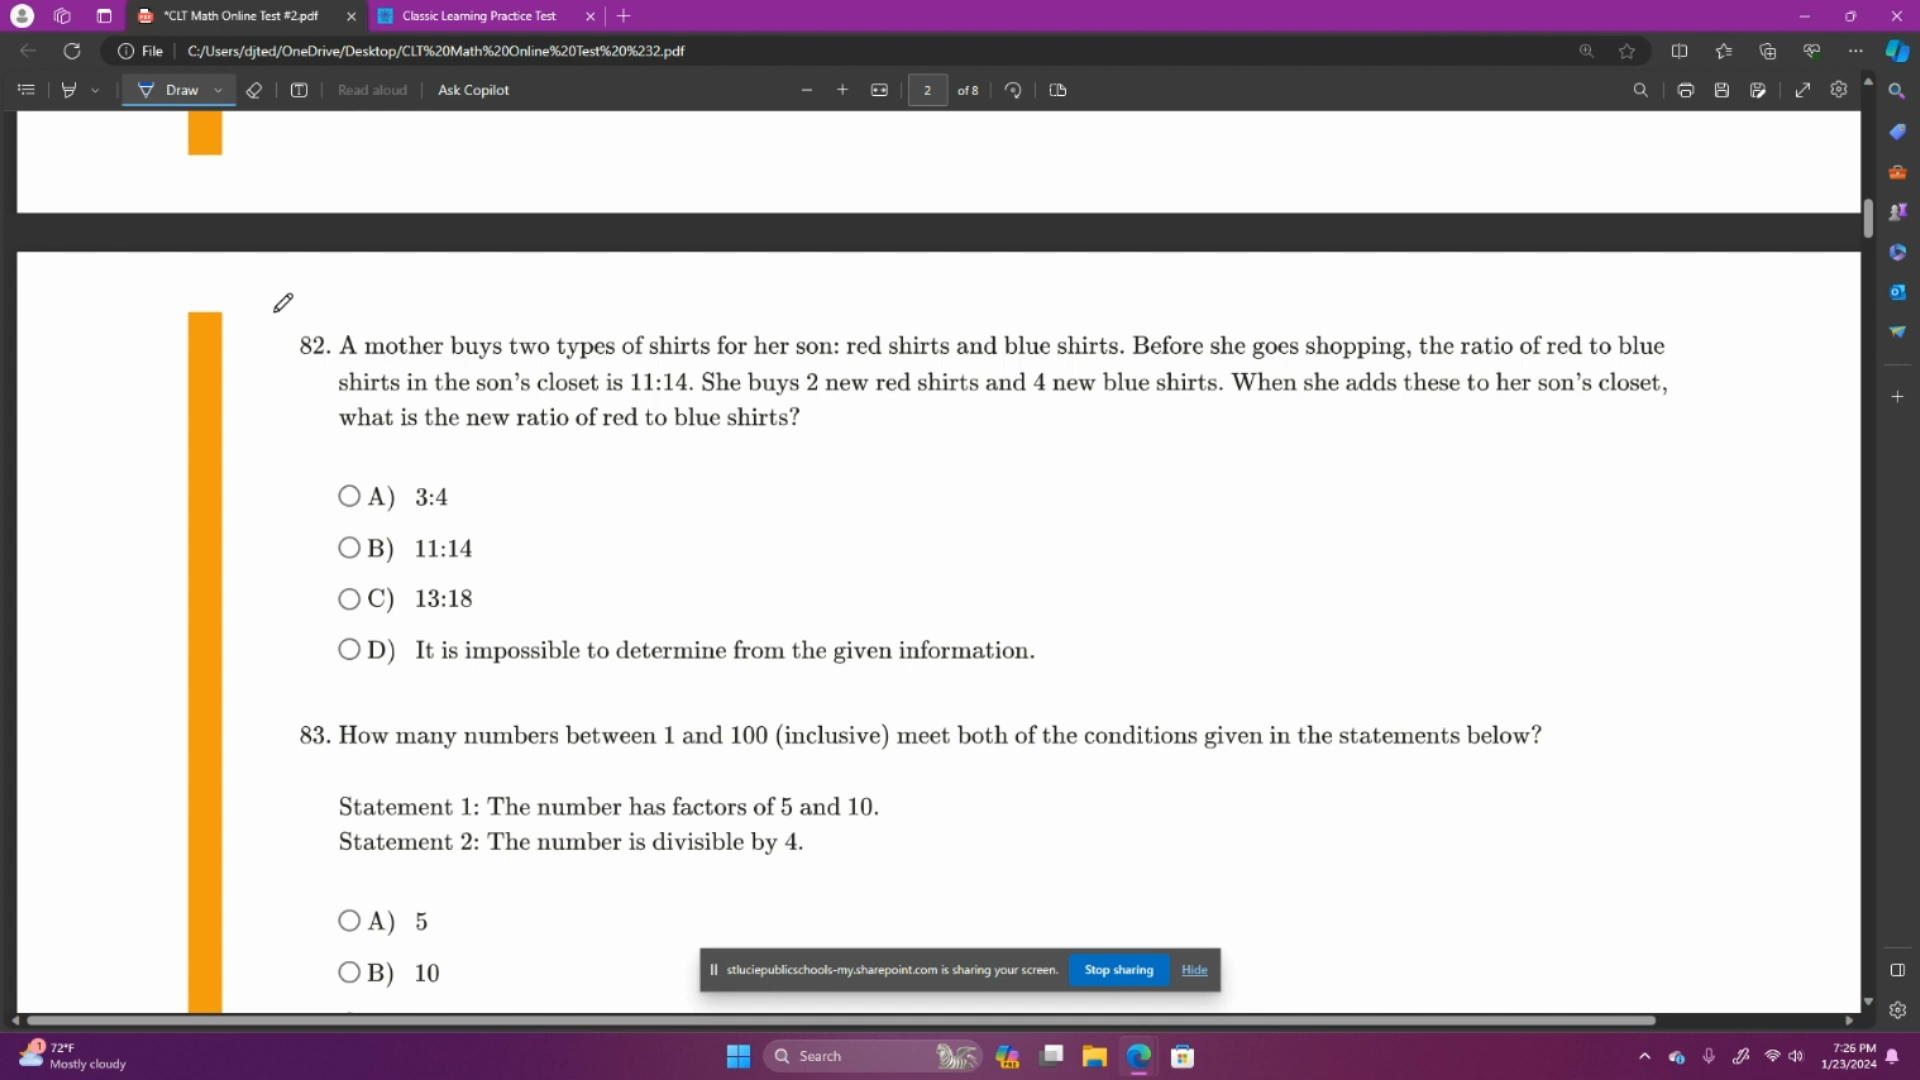 *CLT Math Online Test #2.pdf
Classic Learning Practice Test
File
C:/Users/djted/OneDrive/Desktop/CLT%20Math%20Online%20Test%20%232.pdf
Draw
Read aloud
Ask Copilot
2
of 8
82. A mother buys two types of shirts for her son: red shirts and blue shirts. Before she goes shopping, the ratio of red to blue
shirts in the son's closet is 11:14. She buys 2 new red shirts and 4 new blue shirts. When she adds these to her son's closet,
what is the new ratio of red to blue shirts?
A) 3:4
B) 11:14
C) 13:18
D) It is impossible to determine from the given information.
83. How many numbers between 1 and 100 (inclusive) meet both of the conditions given in the statements below?
Statement 1: The number has factors of 5 and 10.
Statement 2: The number is divisible by 4.
A) 5
B) 10
stluciepublicschools-my.sharepoint.com is sharing your screen.
Stop sharing
Hide
1
72°F
Mostly cloudy
Search
PRE
7:26 PM
1/23/2024